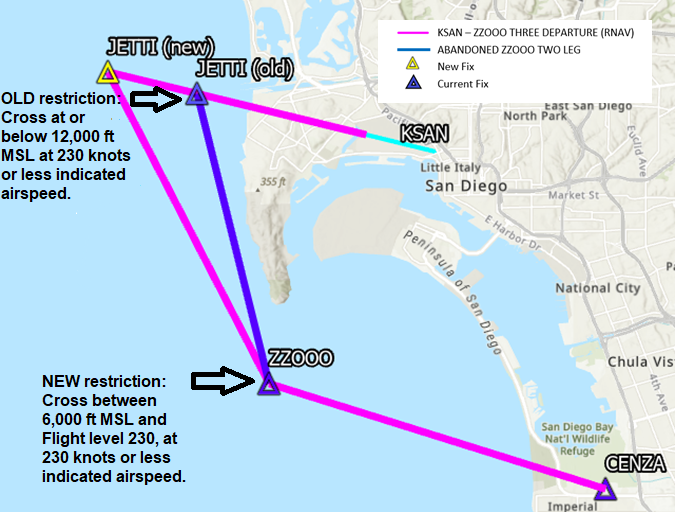 KSAN – ZZOOO THREE DEPARTURE (RNAV)
ABANDONED ZZOOO TWO LEG
New Fix
Current Fix
JETTI (new)
JETTI (old)
OLD restriction:
Cross at or
below 12,000 ft
MSL at 230 knots
or less indicated
airspeed.
KSAN
East San Diego
North Park
Pacific
Euclid Ave
Little Italy
San Diego
Market St
355 ft
E Harbor Dr
Peninsula of San Diego
National City
ZZOOO
NEW restriction:
Cross between
6,000 ft MSL and
Flight level 230, at
230 knots or less
indicated airspeed.
Chula Vis
4th Ave
San Diego Bay
Nat'l Wildlife
Refuge
CENZA
Imperial